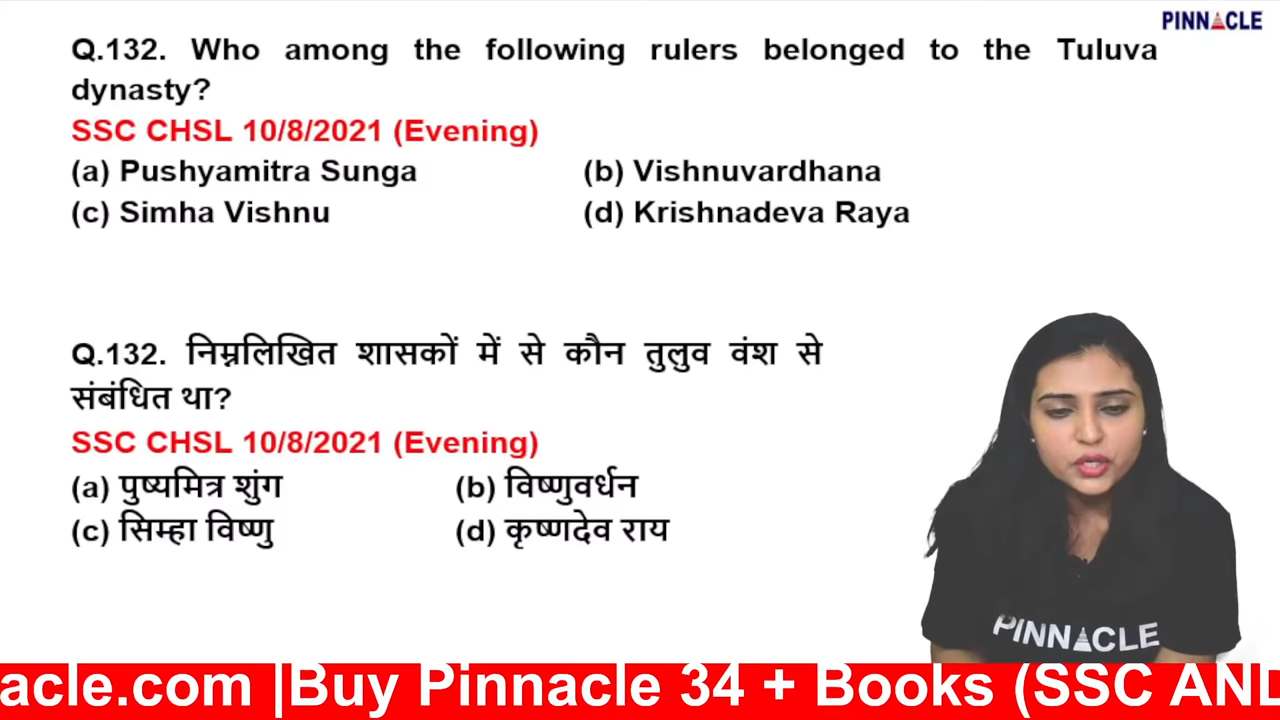 PINNACLE
Q.132. Who among the following rulers belonged to the Tuluva
dynasty?
SSC CHSL 10/8/2021 (Evening)
(a) Pushyamitra Sunga (b) Vishnuvardhana
(c) Simha Vishnu (d) Krishnadeva Raya
Q.132. निम्नलिखित शासकों में से कौन तुलुव वंश से
संबंधित था?
SSC CHSL 10/8/2021 (Evening)
(a) पुष्यमित्र शुंग (b) विष्णुवर्धन
(c) सिम्हा विष्णु (d) कृष्णदेव राय
PINNACLE
acle.com |Buy Pinnacle 34 + Books (SSC AND